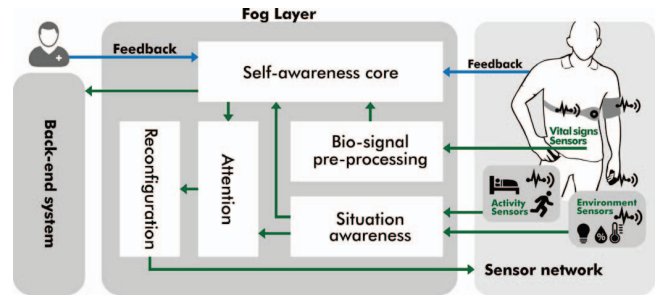 Fog Layer
Feedback
Self-awareness core
Feedback
Back-end system
Reconfiguration
Attention
Bio-signal
pre-processing
Vital signs
Sensors
Situation
awareness
Activity
Sensors
Environment
Sensors
%
Sensor network